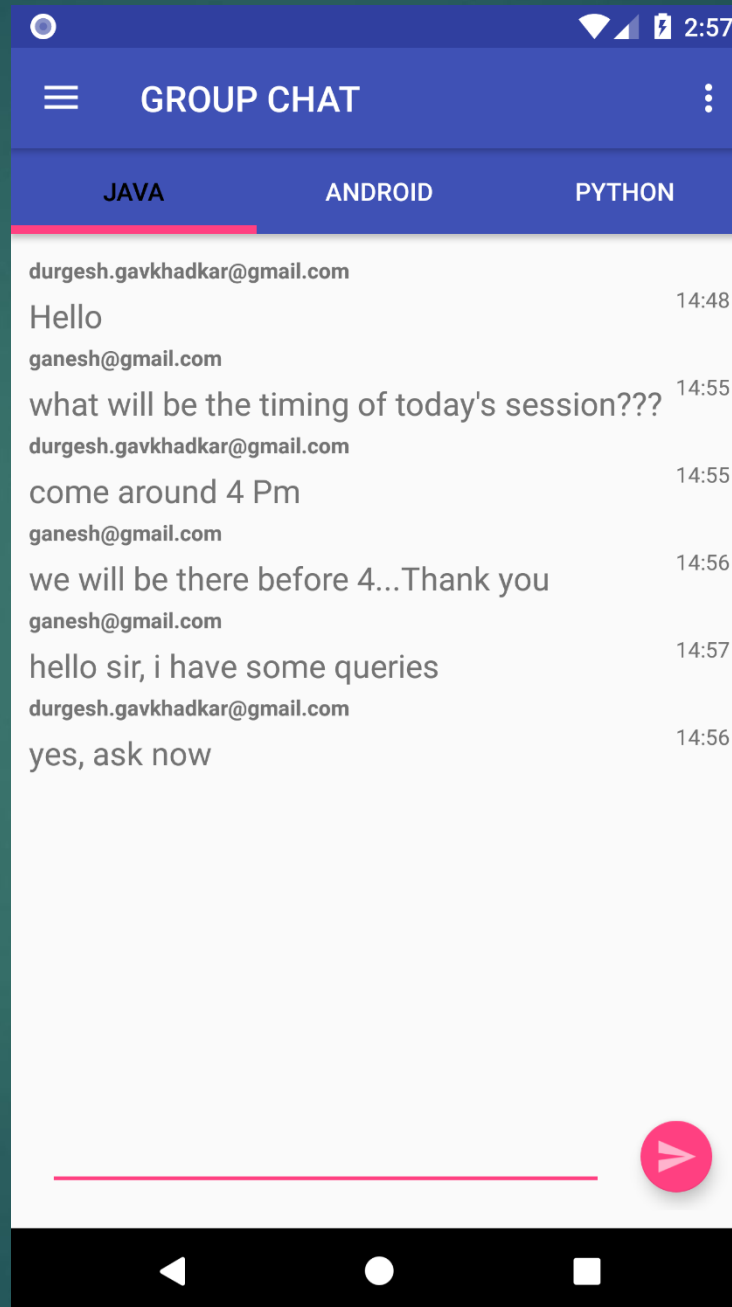 2:57
GROUP CHAT
JAVA ANDROID PYTHON
durgesh.gavkhadkar@gmail.com
Hello 14:48
ganesh@gmail.com
what will be the timing of today's session??? 14:55
durgesh.gavkhadkar@gmail.com
come around 4 Pm 14:55
ganesh@gmail.com
we will be there before 4...Thank you 14:56
ganesh@gmail.com
hello sir, i have some queries 14:57
durgesh.gavkhadkar@gmail.com
yes, ask now 14:56